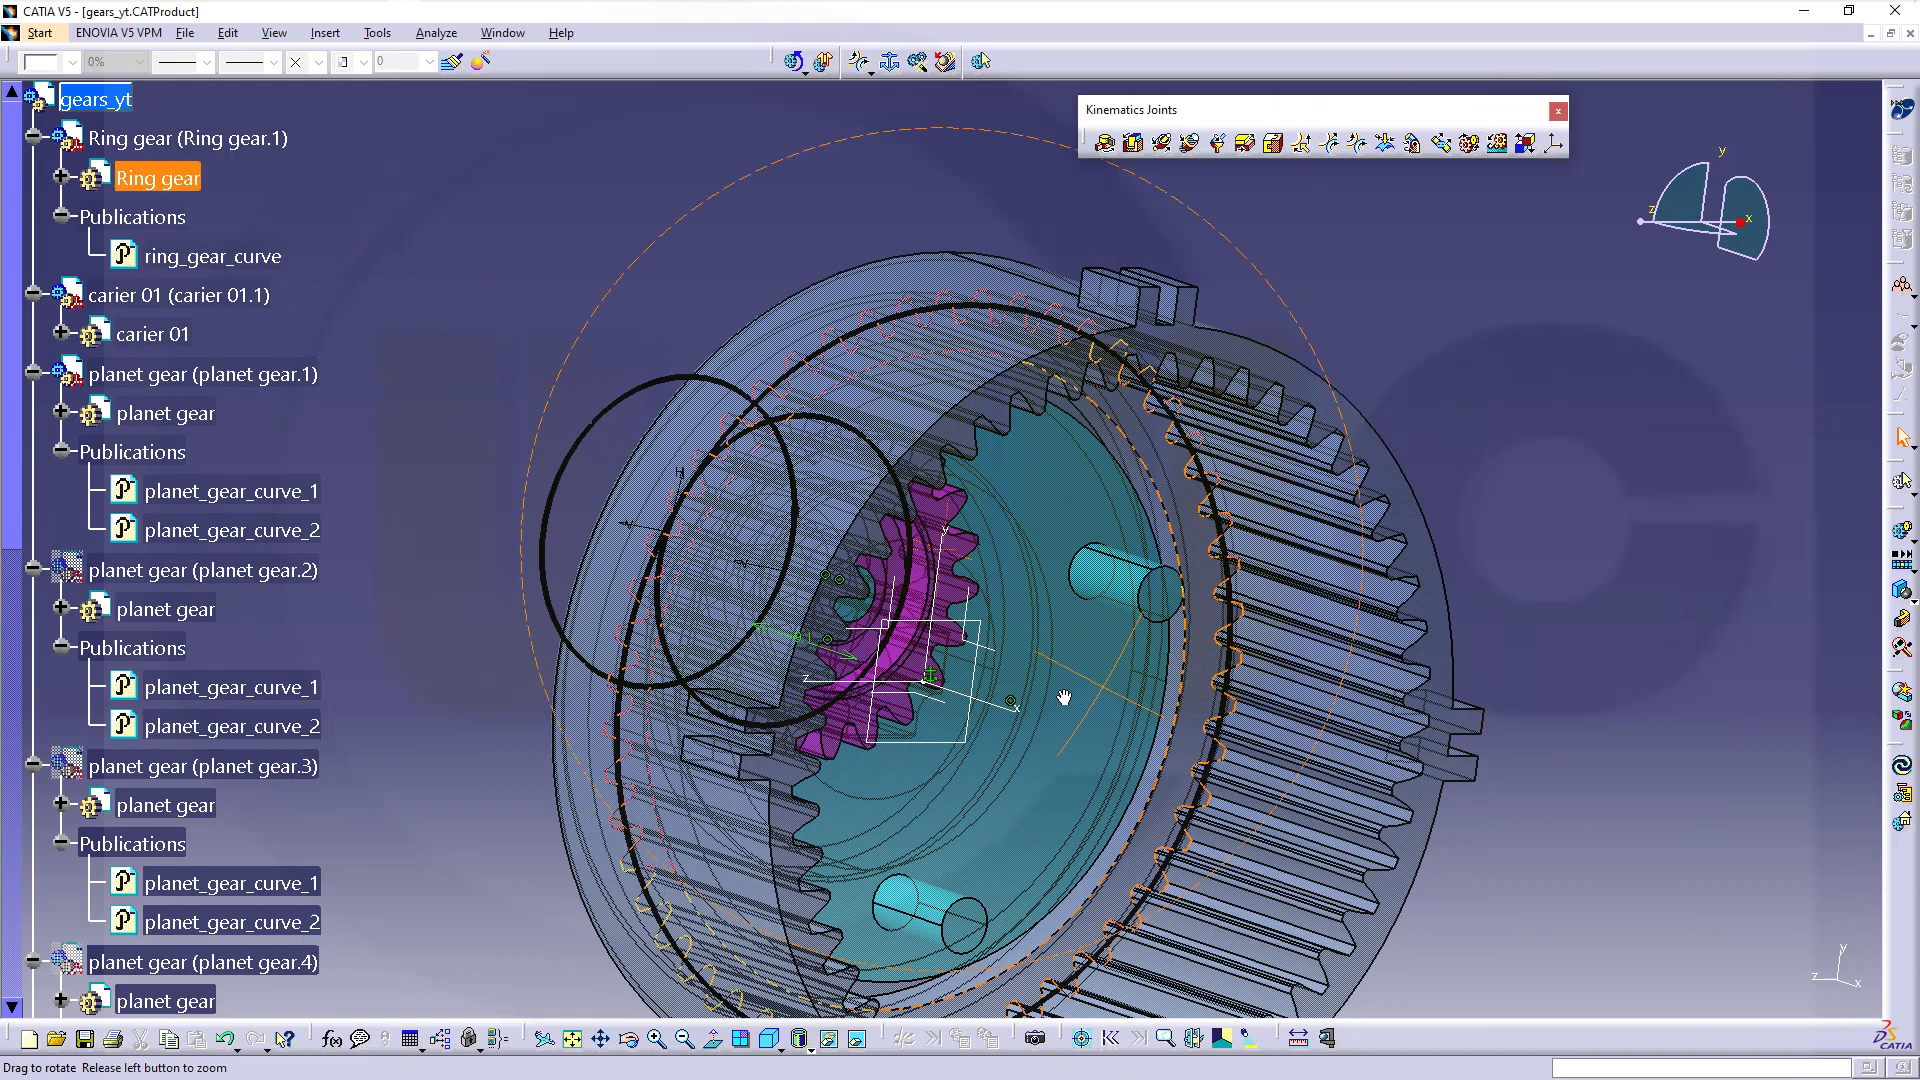 CATIA V5 - [gears_yt.CATProduct]
Start ENOVIA V5 VPM File Edit View Insert Tools Analyze Window Help
0% 0
gears_yt
Ring gear (Ring gear.1)
Ring gear
Publications
ring_gear_curve
carier 01 (carier 01.1)
carier 01
planet gear (planet gear.1)
planet gear
Publications
planet_gear_curve_1
planet_gear_curve_2
planet gear (planet gear.2)
planet gear
Publications
planet_gear_curve_1
planet_gear_curve_2
planet gear (planet gear.3)
planet gear
Publications
planet_gear_curve_1
planet_gear_curve_2
planet gear (planet gear.4)
planet gear
Kinematics Joints
y
z x
H
y
z
x
y
z
x
f(x)
CATIA
Drag to rotate Release left button to zoom